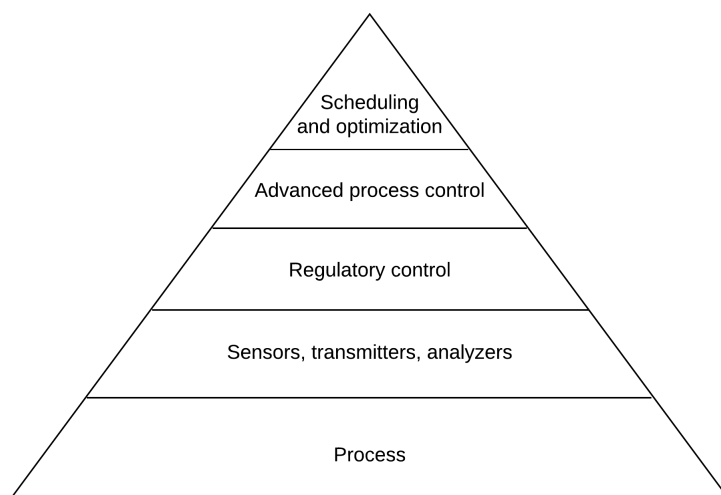 Scheduling
and optimization
Advanced process control
Regulatory control
Sensors, transmitters, analyzers
Process